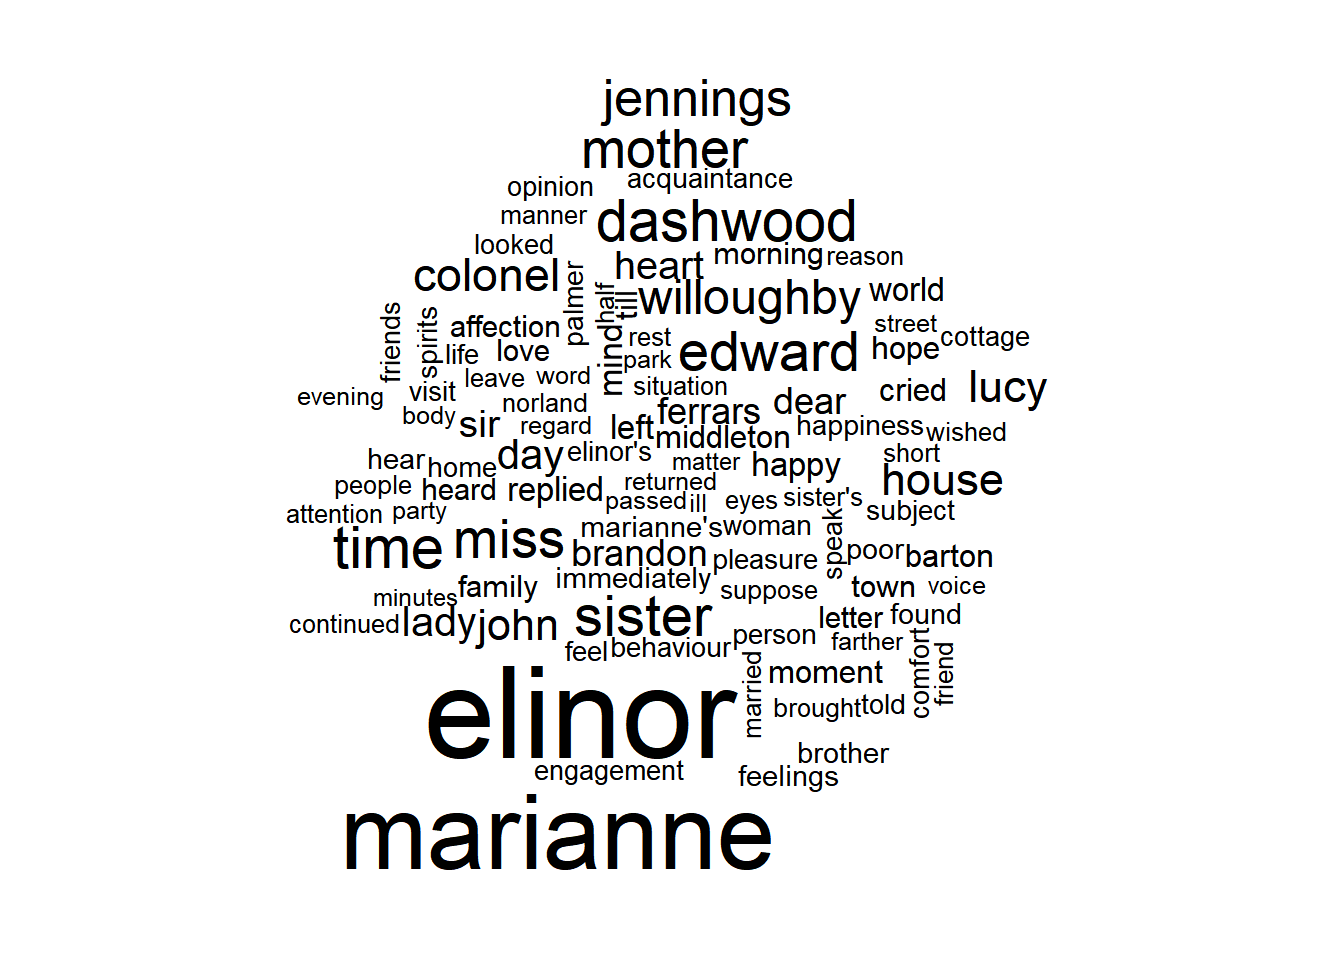 jennings
mother
opinion acquaintance
manner dashwood
looked
colonel heart morning reason
palmer half till willoughby world
friends spirits affection mind rest edward street cottage
life love park hope
leave word situation
evening visit norland dear cried lucy
body sir regard left ferrars happiness wished
middleton
hear home day elinor's matter happy short
people heard replied returned house
attention party passed ill eyes sister's subject
time miss marianne's woman speak
brandon pleasure poor barton
minutes family immediately suppose town voice
continued lady john sister person letter found
feel behaviour farther
married moment comfort friend
elinor brought told
engagement feelings brother
marianne